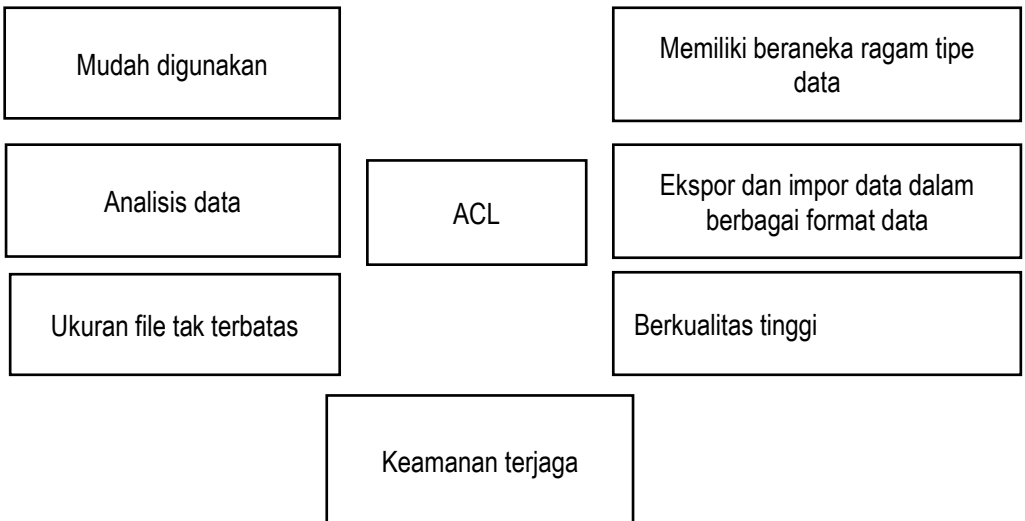 Mudah digunakan
Memiliki beraneka ragam tipe
data
Analisis data
ACL
Ekspor dan impor data dalam
berbagai format data
Ukuran file tak terbatas
Berkualitas tinggi
Keamanan terjaga